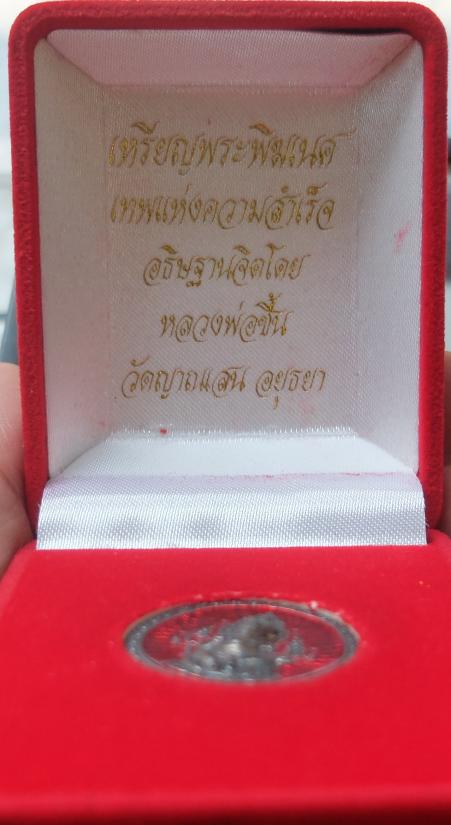 เหรียญพระพิฆเนศ
เทพแห่งความสำเร็จ
อธิษฐานจิตโดย
หลวงพ่อชื้น
วัดญาณเสน อยุธยา